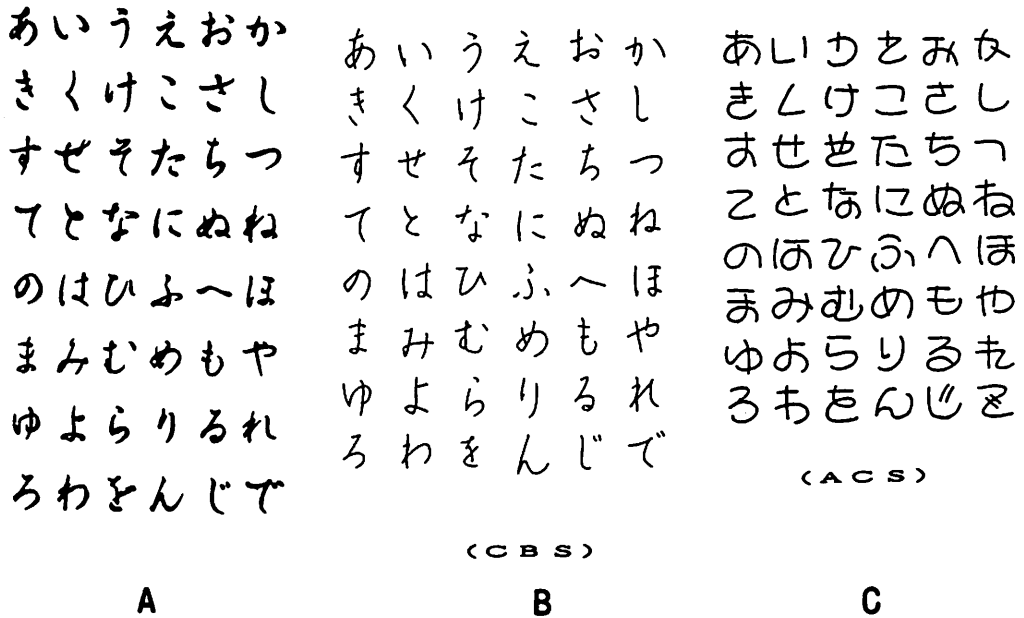 あいうえおか
きくけこさし
すせそたちつ
てとなにぬね
のはひふへほ
まみむめもや
ゆよらりるれ
ろわをんじで
A
あいうえおか
きくけこさし
すせそたちつ
てとなにぬね
のはひふへほ
まみむめもや
ゆよらりるれ
ろわをんじで
(CBS)
B
あいうえおか
きくけこさし
すせそたちつ
てとなにぬね
のはひふへほ
まみむめもや
ゆよらりるれ
ろわをんじで
(ACS)
C